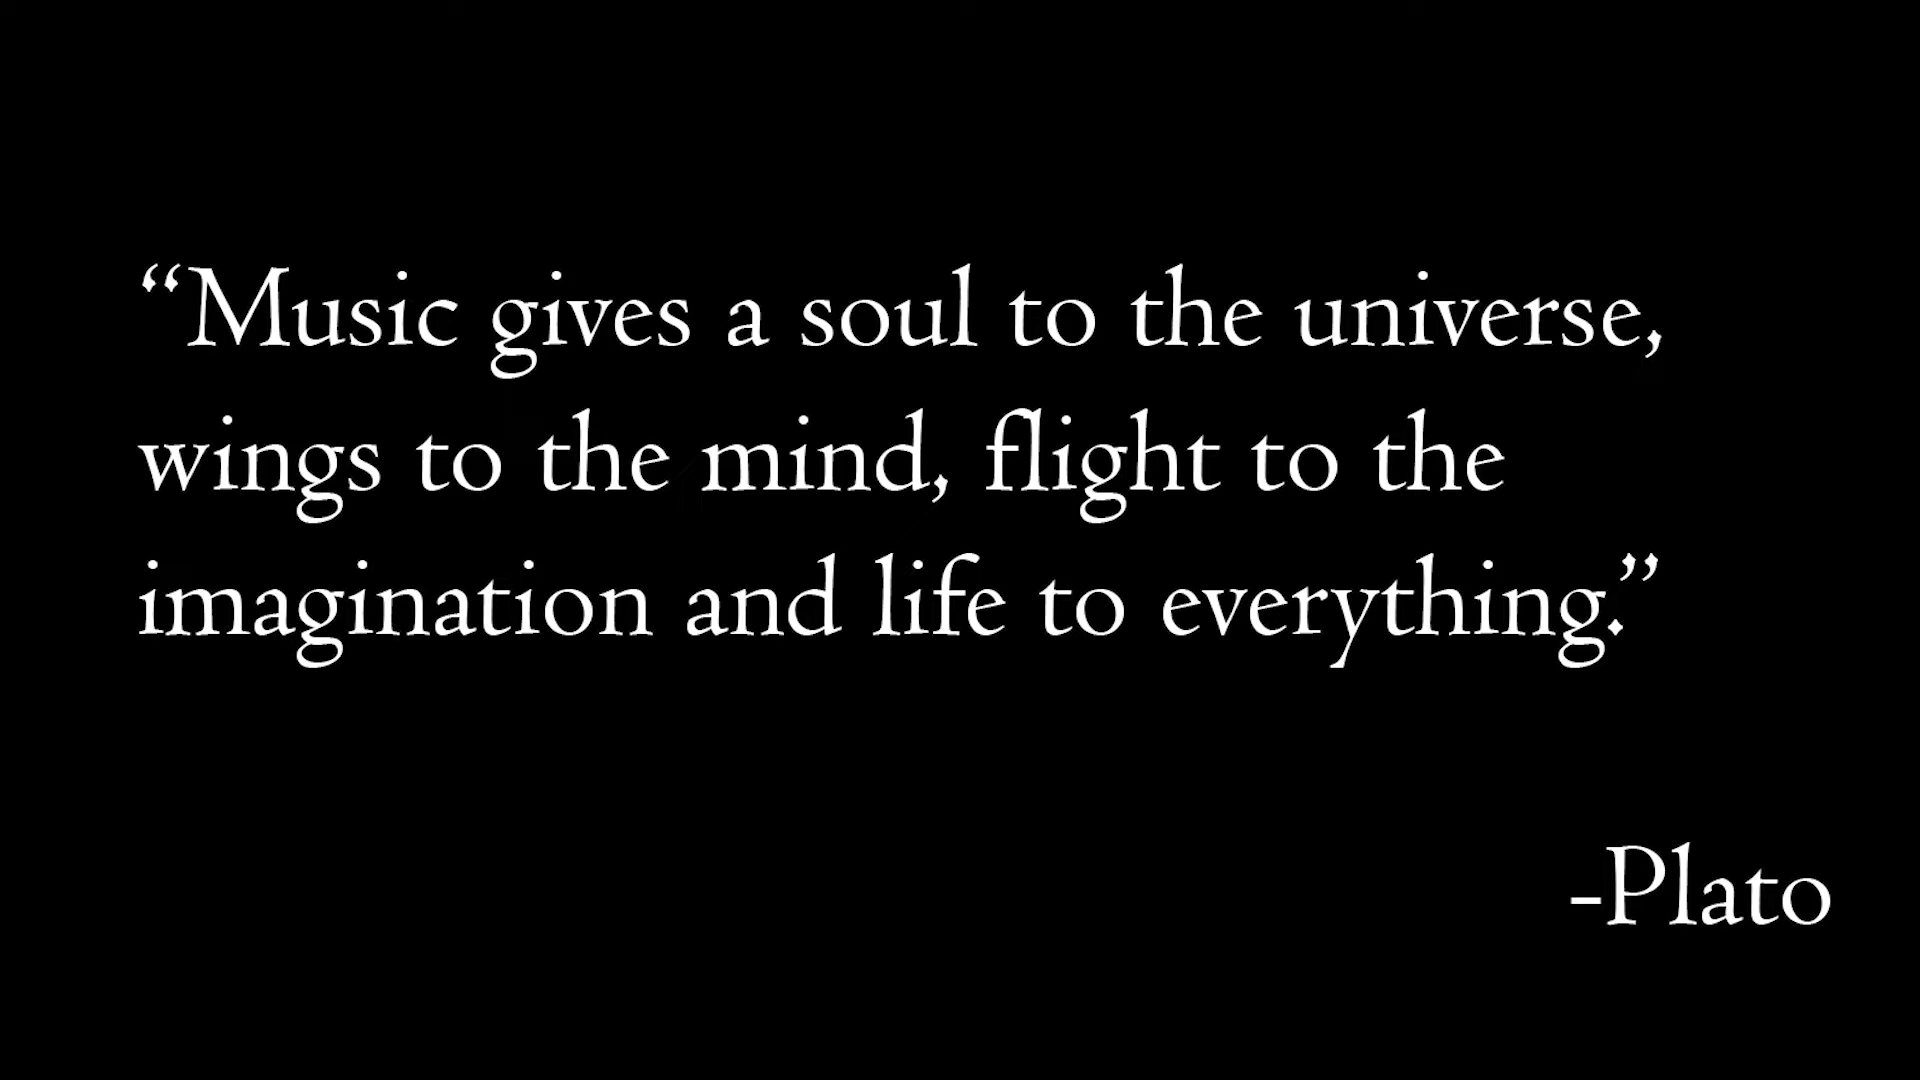 “Music gives a soul to the universe,
wings to the mind, flight to the
imagination and life to everything.”
-Plato